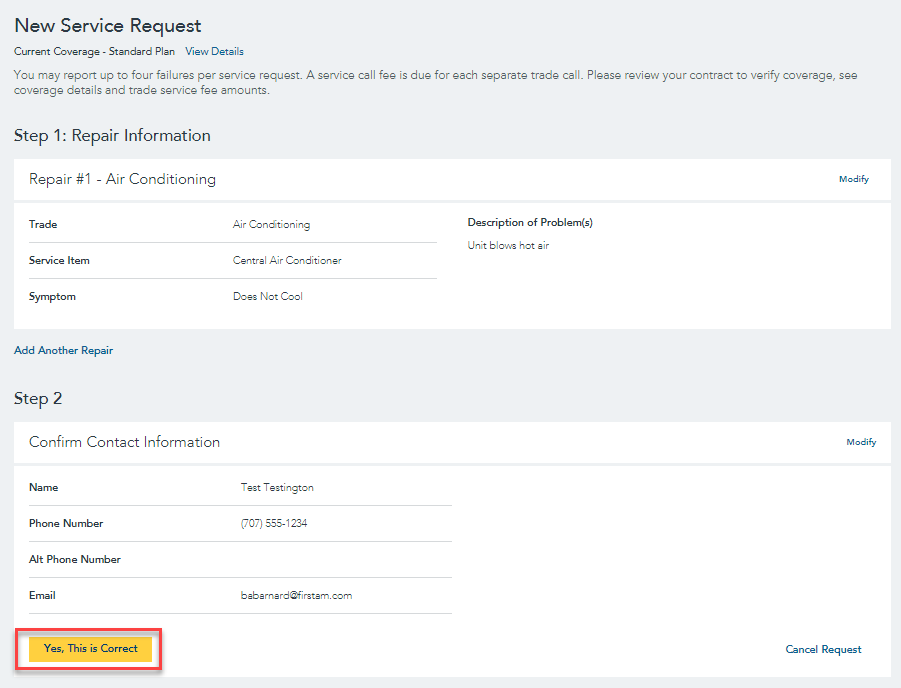 New Service Request
Current Coverage - Standard Plan View Details
You may report up to four failures per service request. A service call fee is due for each separate trade call. Please review your contract to verify coverage, see
coverage details and trade service fee amounts.
Step 1: Repair Information
Repair #1 - Air Conditioning Modify
Trade Air Conditioning
Service Item Central Air Conditioner
Symptom Does Not Cool
Description of Problem(s)
Unit blows hot air
Add Another Repair
Step 2
Confirm Contact Information Modify
Name Test Testington
Phone Number (707) 555-1234
Alt Phone Number
Email babarnard@firstam.com
Yes, This is Correct Cancel Request